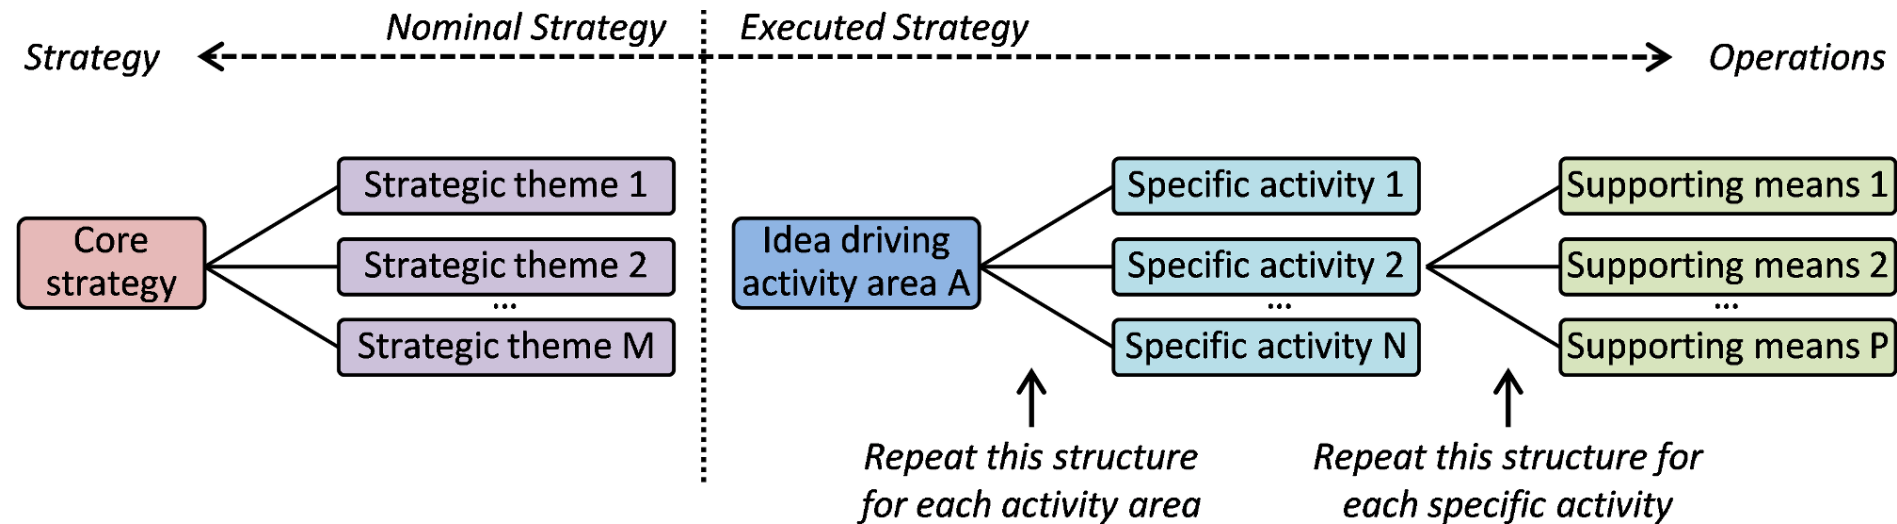 Nominal Strategy
Executed Strategy
Strategy
Operations
Core
strategy
Strategic theme 1
Strategic theme 2
...
Strategic theme M
Idea driving
activity area A
Specific activity 1
Specific activity 2
...
Specific activity N
Supporting means 1
Supporting means 2
...
Supporting means P
Repeat this structure
for each activity area
Repeat this structure for
each specific activity